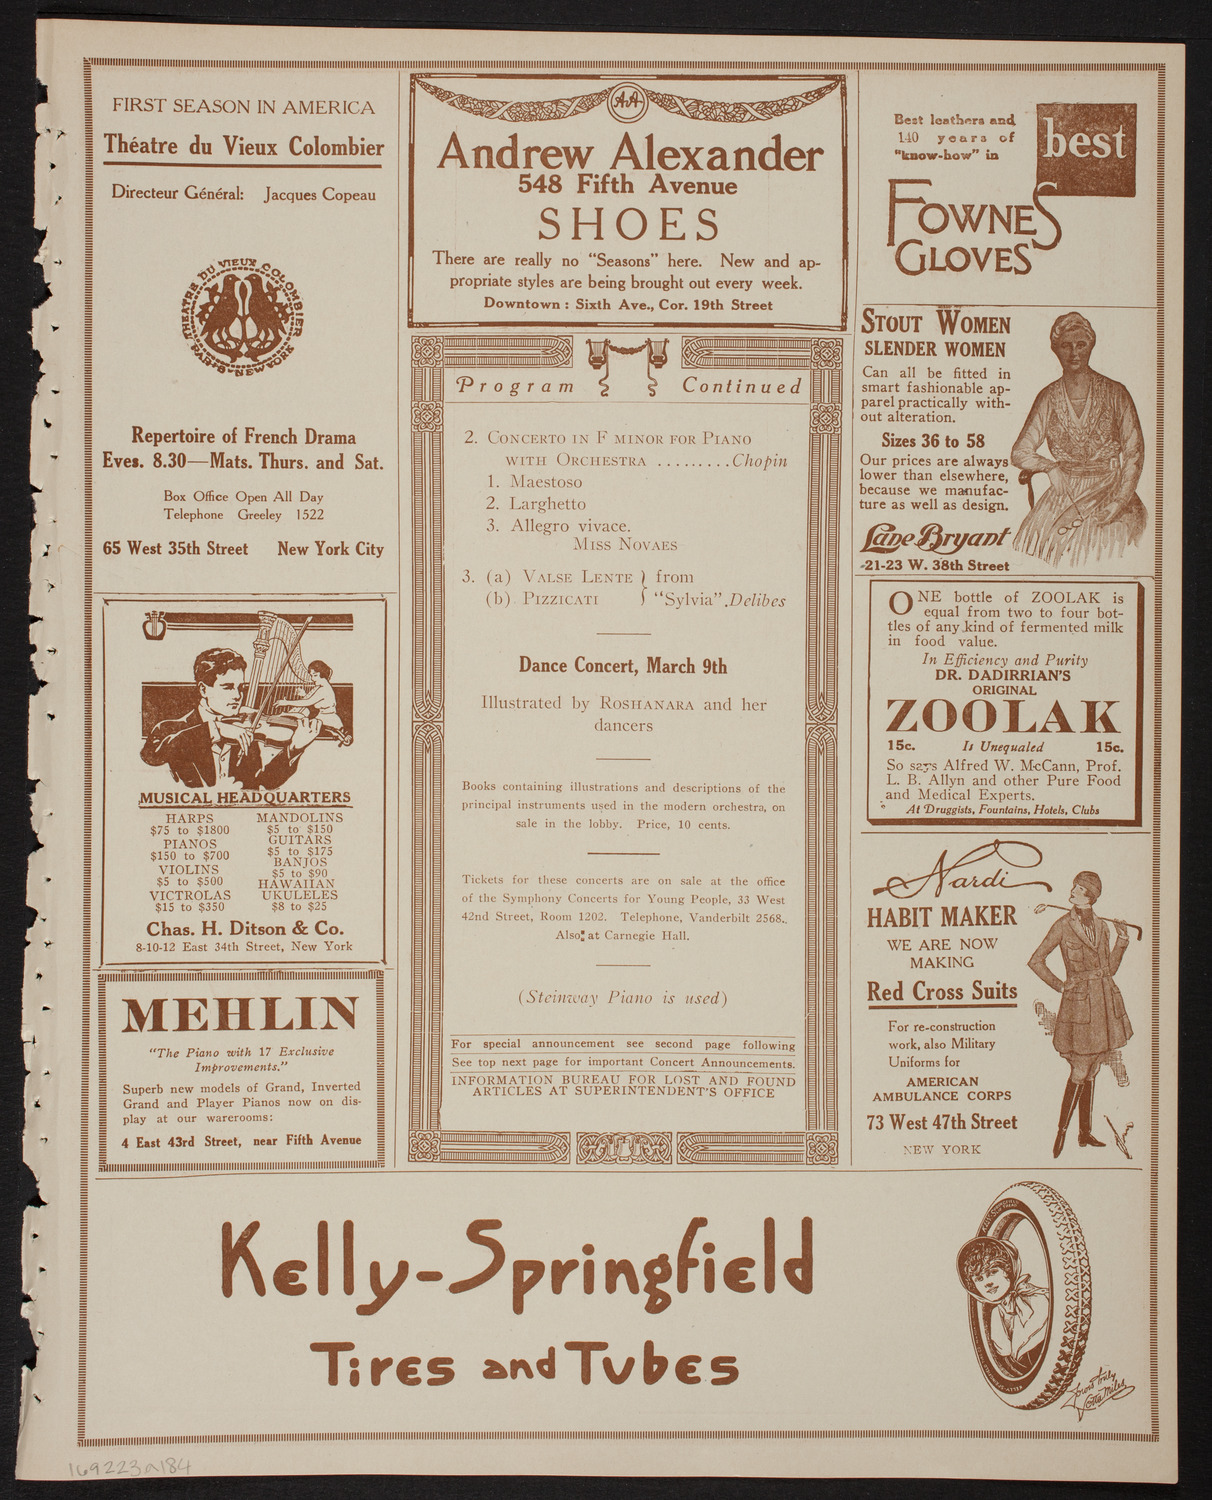 FIRST SEASON IN AMERICA
Théatre du Vieux Colombier
Directeur Général: Jacques Copeau
THEATRE DU VIEUX COLOMBIER
PARIS NEW YORK
Repertoire of French Drama
Eves. 8.30—Mats. Thurs. and Sat.
Box Office Open All Day
Telephone Greeley 1522
65 West 35th Street New York City
MUSICAL HEADQUARTERS
HARPS
$75 to $1800
PIANOS
$150 to $700
VIOLINS
$5 to $500
VICTROLAS
$15 to $350
MANDOLINS
$5 to $150
GUITARS
$5 to $175
BANJOS
$5 to $90
HAWAIIAN
UKULELES
$8 to $25
Chas. H. Ditson & Co.
8-10-12 East 34th Street, New York
MEHLIN
"The Piano with 17 Exclusive
Improvements."
Superb new models of Grand, Inverted
Grand and Player Pianos now on dis-
play at our warerooms:
4 East 43rd Street, near Fifth Avenue
AA
Andrew Alexander
548 Fifth Avenue
SHOES
There are really no "Seasons" here. New and ap-
propriate styles are being brought out every week.
Downtown: Sixth Ave., Cor. 19th Street
Program Continued
2. CONCERTO IN F MINOR FOR PIANO
WITH ORCHESTRA .........Chopin
1. Maestoso
2. Larghetto
3. Allegro vivace.
MISS NOVAES
3. (a) VALSE LENTE } from
(b) PIZZICATI } "Sylvia".Delibes
Dance Concert, March 9th
Illustrated by ROSHANARA and her
dancers
Books containing illustrations and descriptions of the
principal instruments used in the modern orchestra, on
sale in the lobby. Price, 10 cents.
Tickets for these concerts are on sale at the office
of the Symphony Concerts for Young People, 33 West
42nd Street, Room 1202. Telephone, Vanderbilt 2568.
Also at Carnegie Hall.
(Steinway Piano is used)
For special announcement see second page following
See top next page for important Concert Announcements.
INFORMATION BUREAU FOR LOST AND FOUND
ARTICLES AT SUPERINTENDENT'S OFFICE
Best leathers and
140 years of
"know-how" in
best
FOWNES
GLOVES
STOUT WOMEN
SLENDER WOMEN
Can all be fitted in
smart fashionable ap-
parel practically with-
out alteration.
Sizes 36 to 58
Our prices are always
lower than elsewhere,
because we manufac-
ture as well as design.
Lane Bryant
21-23 W. 38th Street
ONE bottle of ZOOLAK is
equal from two to four bot-
tles of any kind of fermented milk
in food value.
In Efficiency and Purity
DR. DADIRRIAN'S
ORIGINAL
ZOOLAK
15c. Is Unequaled 15c.
So says Alfred W. McCann, Prof.
L. B. Allyn and other Pure Food
and Medical Experts.
At Druggists, Fountains, Hotels, Clubs
Nardi
HABIT MAKER
WE ARE NOW
MAKING
Red Cross Suits
For re-construction
work, also Military
Uniforms for
AMERICAN
AMBULANCE CORPS
73 West 47th Street
NEW YORK
Kelly-Springfield
Tires and Tubes
Yours truly
Lotta Miles
169223a184